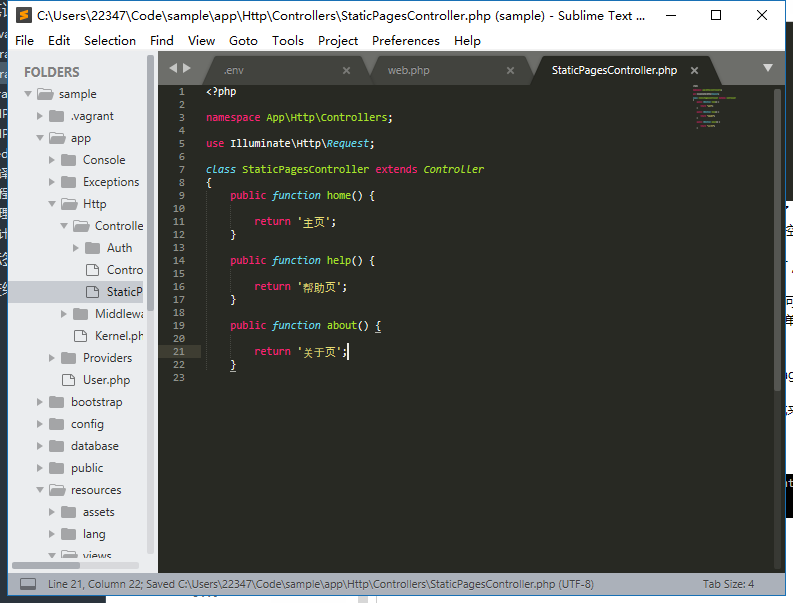 C:\Users\22347\Code\sample\app\Http\Controllers\StaticPagesController.php (sample) - Sublime Text ...
File Edit Selection Find View Goto Tools Project Preferences Help
FOLDERS
sample
.vagrant
app
Console
Exceptions
Http
Controlle
Auth
Contro
StaticP
Middlewa
Kernel.ph
Providers
User.php
bootstrap
config
database
public
resources
assets
lang
views
.env
web.php
StaticPagesController.php
1 <?php
2
3 namespace App\Http\Controllers;
4
5 use Illuminate\Http\Request;
6
7 class StaticPagesController extends Controller
8 {
9 public function home() {
10
11 return '主页';
12 }
13
14 public function help() {
15
16 return '帮助页';
17 }
18
19 public function about() {
20
21 return '关于页';
22 }
23
Line 21, Column 22; Saved C:\Users\22347\Code\sample\app\Http\Controllers\StaticPagesController.php (UTF-8)
Tab Size: 4